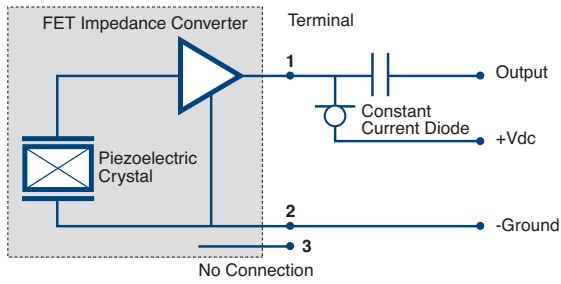 FET Impedance Converter
Terminal
1
Output
Constant
Current Diode
+Vdc
Piezoelectric
Crystal
2
-Ground
3
No Connection